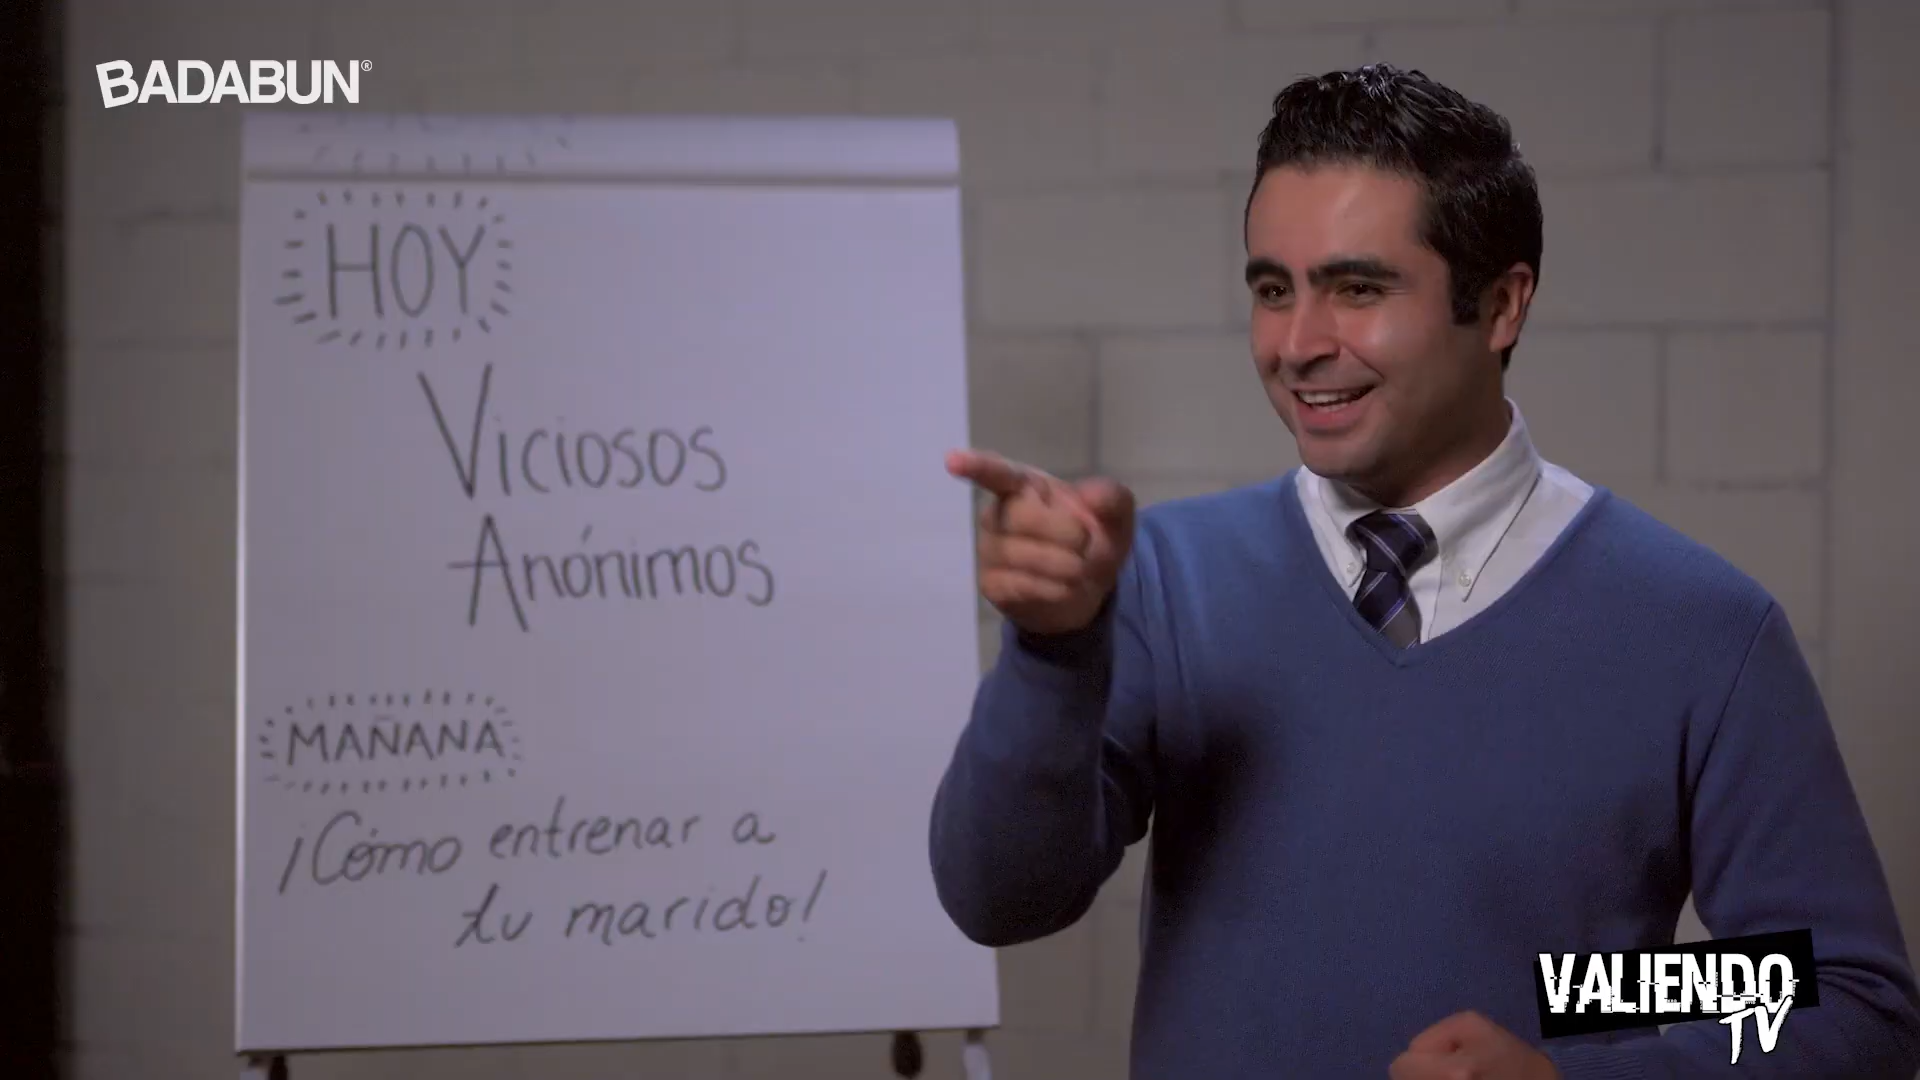 BADABUN®
HOY
Viciosos
Anónimos
MAÑANA
¡Cómo entrenar a
tu marido!
VALIENDO
TV